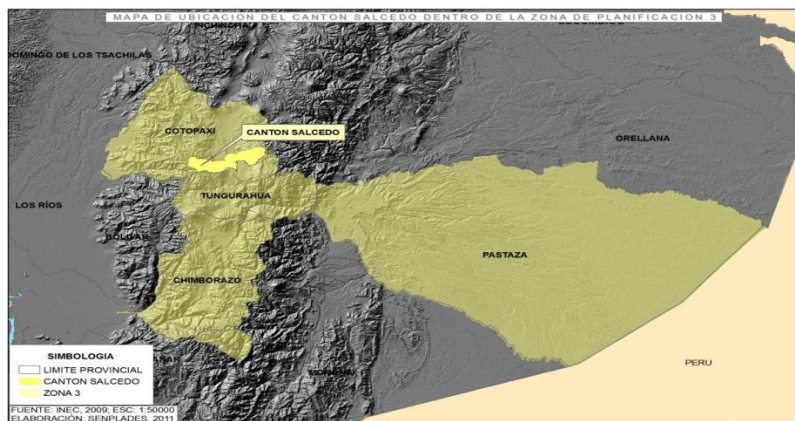 MAPA DE UBICACION DEL CANTON SALCEDO DENTRO DE LA ZONA DE PLANIFICACION 3
DOMINGO DE LOS TSACHILAS
COTOPAXI
CANTON SALCEDO
ORELLANA
TUNGURAHUA
LOS RÍOS
BOLIVAR
PASTAZA
CHIMBORAZO
PERU
SIMBOLOGIA
LIMITE PROVINCIAL
CANTON SALCEDO
ZONA 3
FUENTE: INEC, 2009; ESC: 1:50000
ELABORACIÓN: SENPLADES, 2011